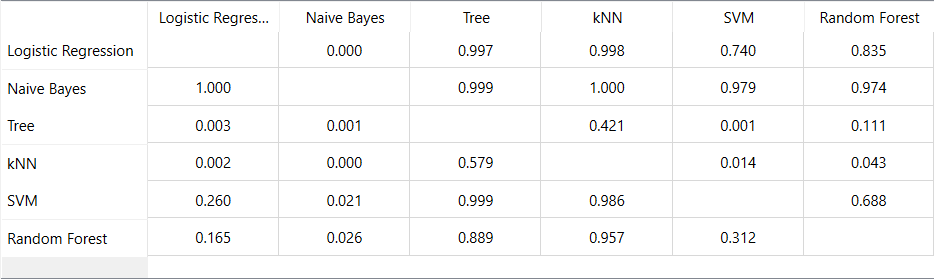 Logistic Regres... Naive Bayes Tree kNN SVM Random Forest
Logistic Regression 0.000 0.997 0.998 0.740 0.835
Naive Bayes 1.000 0.999 1.000 0.979 0.974
Tree 0.003 0.001 0.421 0.001 0.111
kNN 0.002 0.000 0.579 0.014 0.043
SVM 0.260 0.021 0.999 0.986 0.688
Random Forest 0.165 0.026 0.889 0.957 0.312